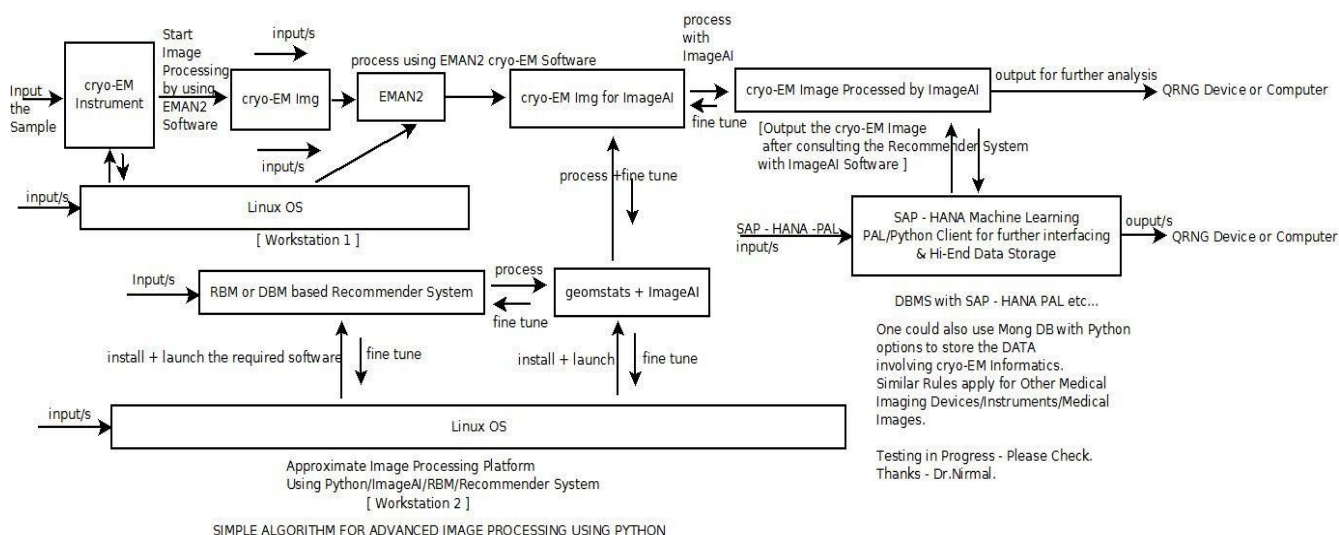 Input
the
Sample
cryo-EM
Instrument
Start
Image
Processing
by using
EMAN2
Software
input/s
cryo-EM Img
input/s
process using EMAN2 cryo-EM Software
EMAN2
cryo-EM Img for ImageAI
process
with
ImageAI
fine tune
cryo-EM Image Processed by ImageAI
output for further analysis
QRNG Device or Computer
[Output the cryo-EM Image
after consulting the Recommender System
with ImageAI Software ]
input/s
Linux OS
[ Workstation 1 ]
process +fine tune
SAP - HANA -PAL
input/s
SAP - HANA Machine Learning
PAL/Python Client for further interfacing
& Hi-End Data Storage
ouput/s
QRNG Device or Computer
Input/s
RBM or DBM based Recommender System
process
fine tune
geomstats + ImageAI
install + launch the required software
fine tune
install + launch
fine tune
DBMS with SAP - HANA PAL etc...
One could also use Mong DB with Python
options to store the DATA
involving cryo-EM Informatics.
Similar Rules apply for Other Medical
Imaging Devices/Instruments/Medical
Images.
Testing in Progress - Please Check.
Thanks - Dr.Nirmal.
input/s
Linux OS
Approximate Image Processing Platform
Using Python/ImageAI/RBM/Recommender System
[ Workstation 2 ]
SIMPLE ALGORITHM FOR ADVANCED IMAGE PROCESSING USING PYTHON